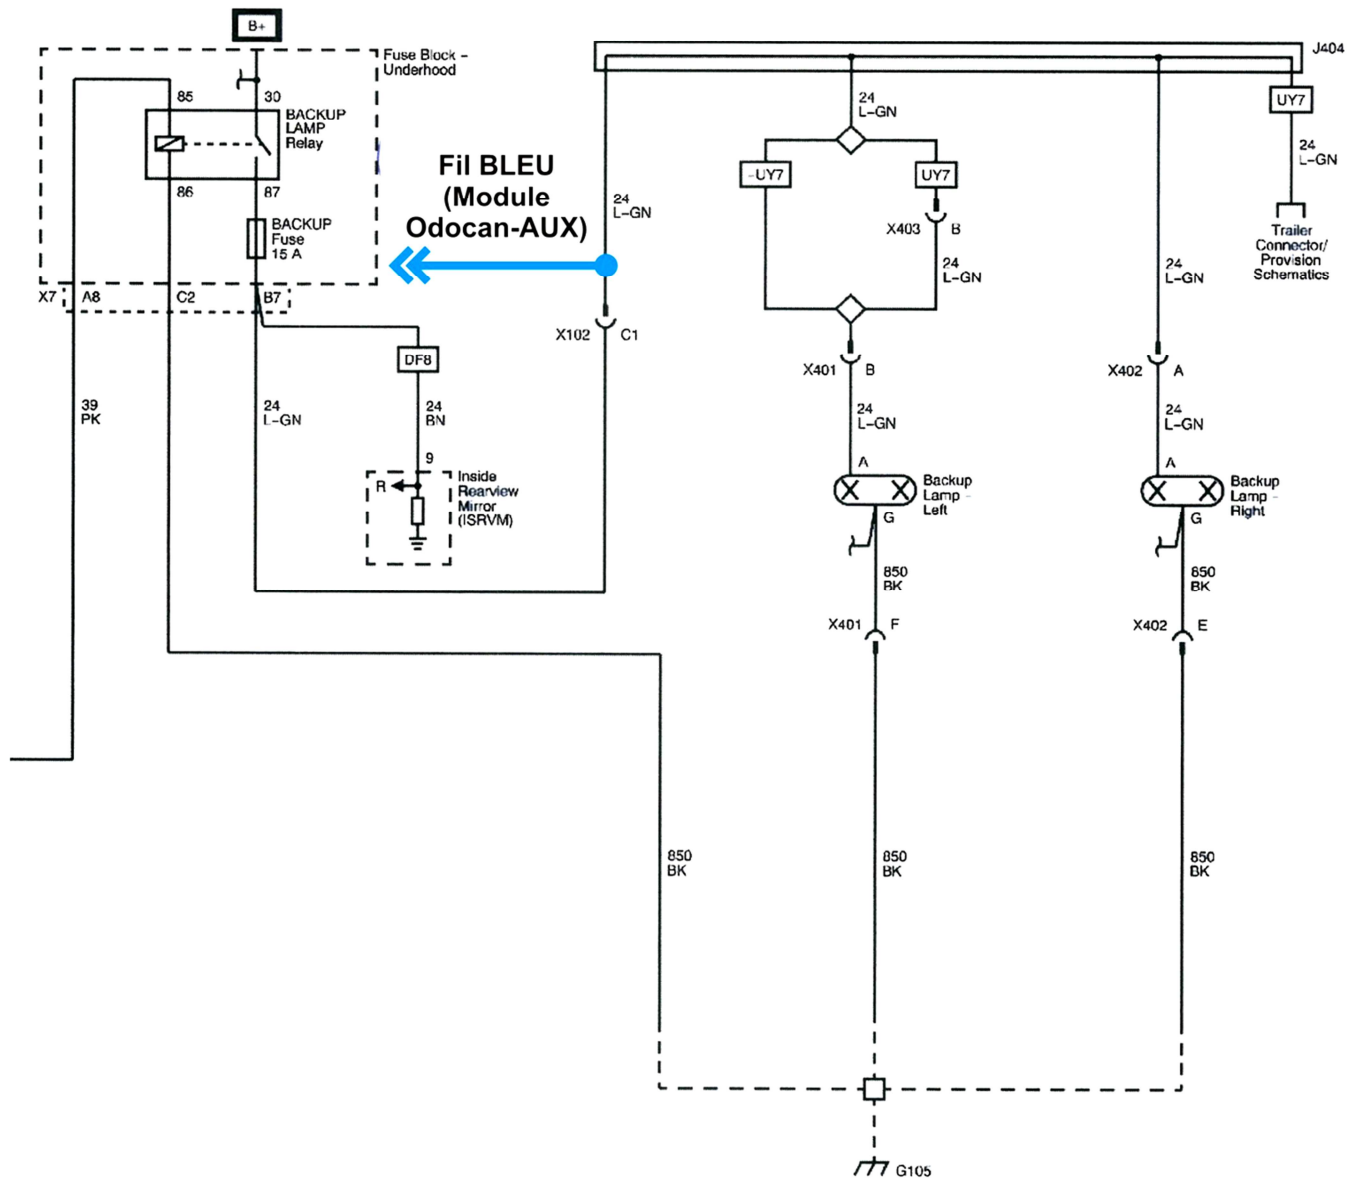 B+
Fuse Block –
Underhood
J404
85
30
BACKUP
LAMP
Relay
86
87
BACKUP
Fuse
15 A
X7
A8
C2
B7
Fil BLEU
(Module
Odocan-AUX)
24
L–GN
X102
C1
24
L–GN
–UY7
UY7
X403
B
24
L–GN
X401
B
24
L–GN
X402
A
UY7
24
L–GN
Trailer
Connector/
Provision
Schematics
DF8
39
PK
24
L–GN
24
BN
9
R
Inside
Rearview
Mirror
(ISRVM)
24
L–GN
A
Backup
Lamp –
Left
G
850
BK
X401
F
24
L–GN
A
Backup
Lamp –
Right
G
850
BK
X402
E
850
BK
850
BK
850
BK
G105